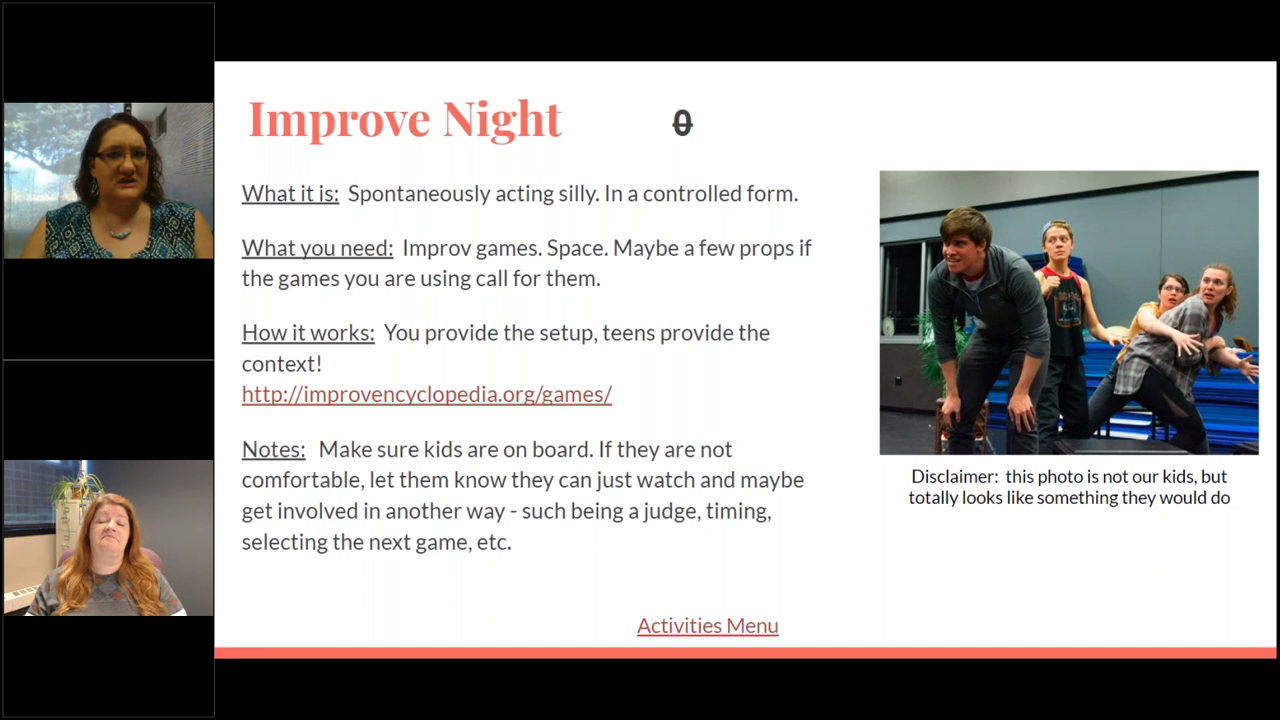 Improve Night 0
What it is: Spontaneously acting silly. In a controlled form.
What you need: Improv games. Space. Maybe a few props if
the games you are using call for them.
How it works: You provide the setup, teens provide the
context!
http://improvencyclopedia.org/games/
Notes: Make sure kids are on board. If they are not
comfortable, let them know they can just watch and maybe
get involved in another way - such being a judge, timing,
selecting the next game, etc.
Disclaimer: this photo is not our kids, but
totally looks like something they would do
Activities Menu